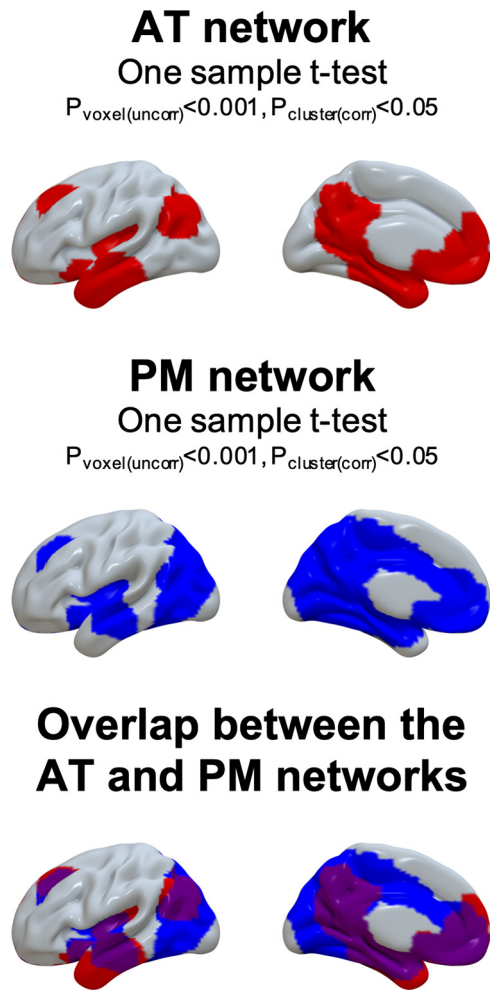 AT network
One sample t-test
Pvoxel(uncorr)<0.001, Pcluster(corr)<0.05
PM network
One sample t-test
Pvoxel(uncorr)<0.001, Pcluster(corr)<0.05
Overlap between the
AT and PM networks